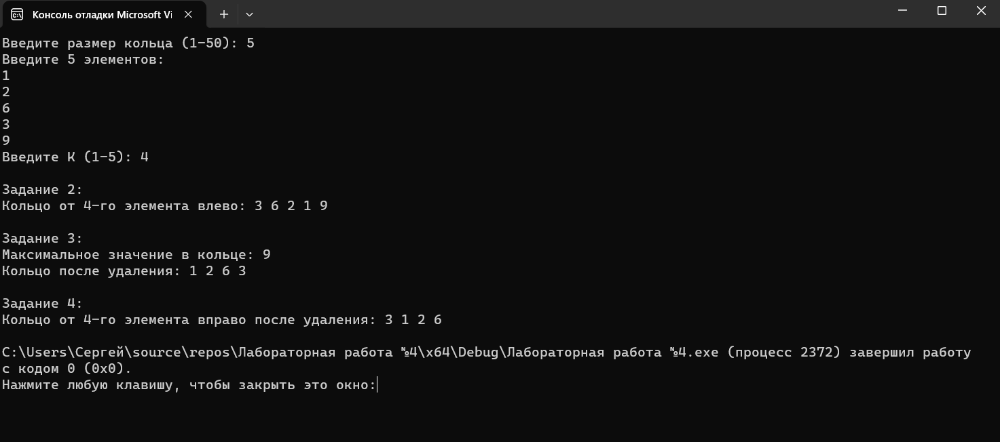 Консоль отладки Microsoft Vi
Введите размер кольца (1-50): 5
Введите 5 элементов:
1
2
6
3
9
Введите К (1-5): 4
Задание 2:
Кольцо от 4-го элемента влево: 3 6 2 1 9
Задание 3:
Максимальное значение в кольце: 9
Кольцо после удаления: 1 2 6 3
Задание 4:
Кольцо от 4-го элемента вправо после удаления: 3 1 2 6
C:\Users\Сергей\source\repos\Лабораторная работа №4\x64\Debug\Лабораторная работа №4.exe (процесс 2372) завершил работу
с кодом 0 (0x0).
Нажмите любую клавишу, чтобы закрыть это окно: